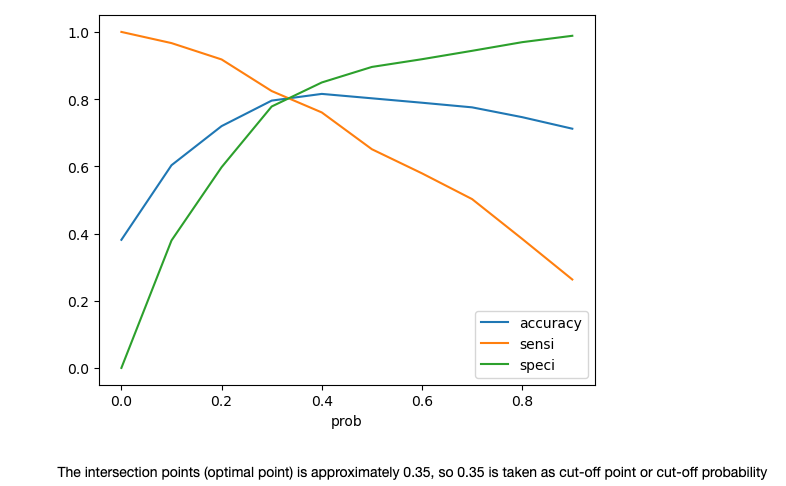 1.0
0.8
0.6
0.4
0.2
0.0
accuracy
sensi
speci
0.0 0.2 0.4 0.6 0.8
prob
The intersection points (optimal point) is approximately 0.35, so 0.35 is taken as cut-off point or cut-off probability